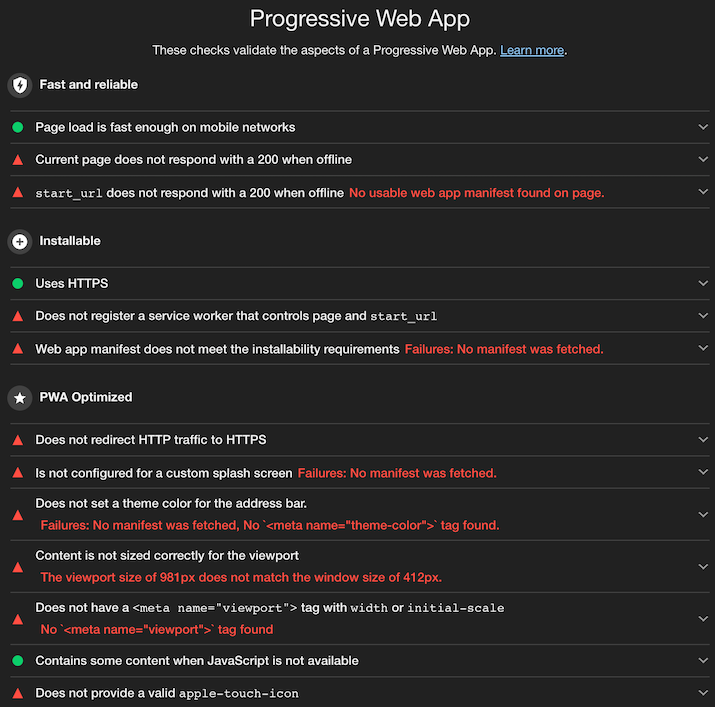 Progressive Web App
These checks validate the aspects of a Progressive Web App. Learn more.
Fast and reliable
Page load is fast enough on mobile networks
Current page does not respond with a 200 when offline
start_url does not respond with a 200 when offline No usable web app manifest found on page.
Installable
Uses HTTPS
Does not register a service worker that controls page and start_url
Web app manifest does not meet the installability requirements Failures: No manifest was fetched.
PWA Optimized
Does not redirect HTTP traffic to HTTPS
Is not configured for a custom splash screen Failures: No manifest was fetched.
Does not set a theme color for the address bar.
Failures: No manifest was fetched, No `<meta name="theme-color">` tag found.
Content is not sized correctly for the viewport
The viewport size of 981px does not match the window size of 412px.
Does not have a <meta name="viewport"> tag with width or initial-scale
No `<meta name="viewport">` tag found
Contains some content when JavaScript is not available
Does not provide a valid apple-touch-icon